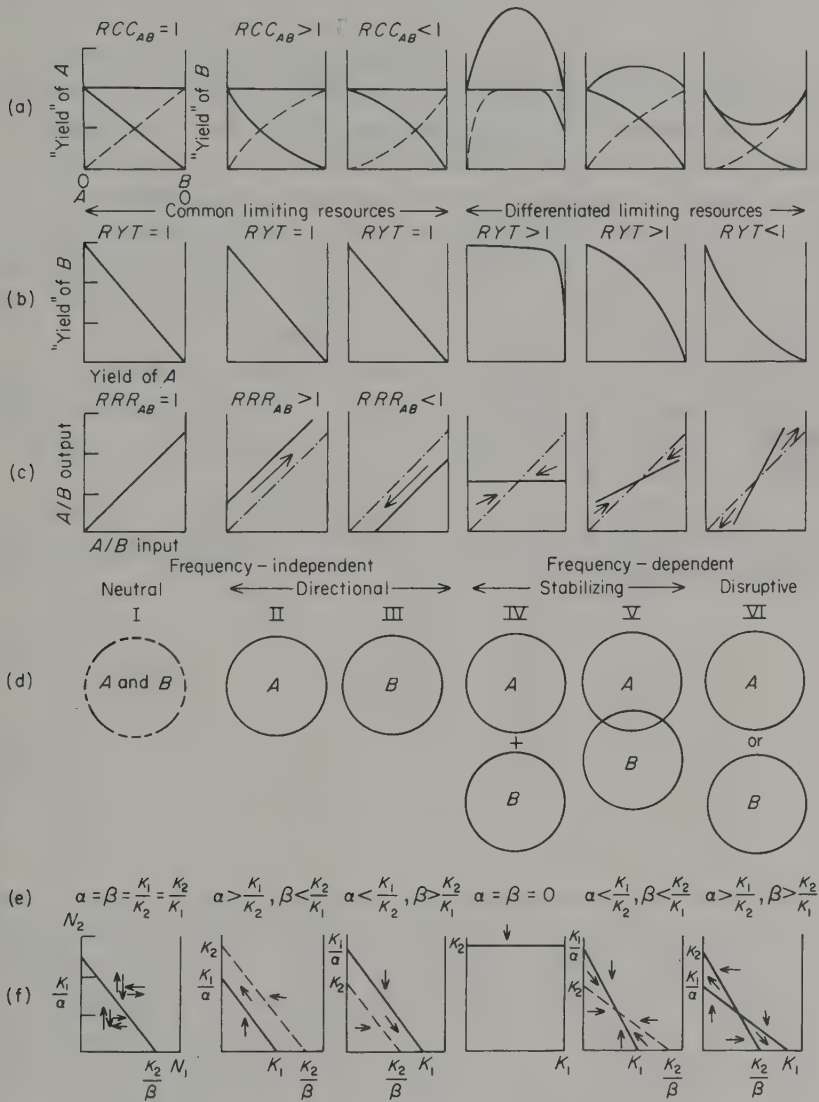 RCC_AB = 1 RCC_AB > 1 RCC_AB < 1
(a) "Yield" of A "Yield" of B
O B
A O
Common limiting resources Differentiated limiting resources
RYT = 1 RYT = 1 RYT = 1 RYT > 1 RYT > 1 RYT < 1
(b) "Yield" of B
Yield of A
RRR_AB = 1 RRR_AB > 1 RRR_AB < 1
(c) A/B output
A/B input
Frequency – independent Frequency – dependent
Neutral Directional Stabilizing Disruptive
I II III IV V VI
(d) A and B A B A A A
+ or
B B B
(e) α = β = K₁/K₂ = K₂/K₁ α > K₁/K₂, β < K₂/K₁ α < K₁/K₂, β > K₂/K₁ α = β = 0 α < K₁/K₂, β < K₂/K₁ α > K₁/K₂, β > K₂/K₁
N₂ K₂ K₁/α K₂ K₁/α K₂
(f) K₁/α K₁/α K₂ K₂ K₁/α
K₂/β N₁ K₁ K₂/β K₂/β K₁ K₁ K₁ K₂/β K₂/β K₁